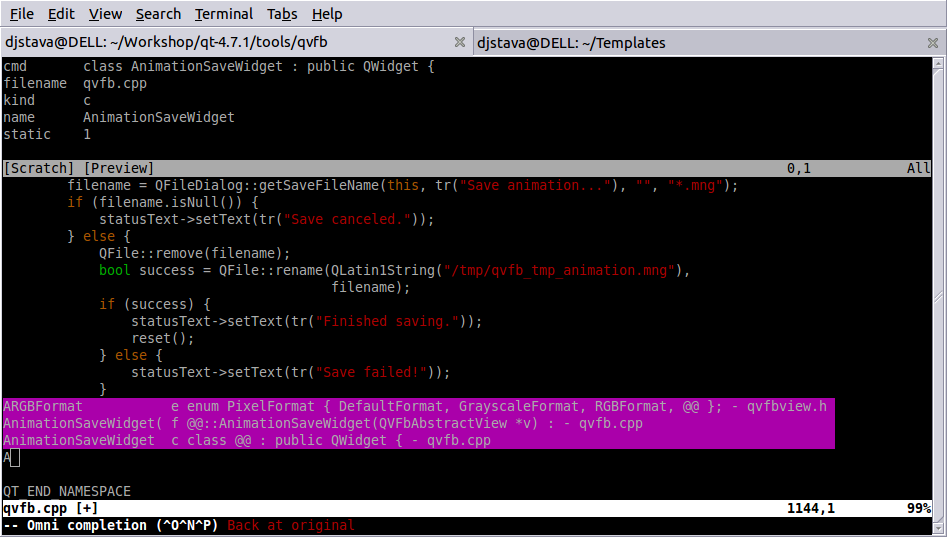 File Edit View Search Terminal Tabs Help
djstava@DELL: ~/Workshop/qt-4.7.1/tools/qvfb djstava@DELL: ~/Templates
cmd       class AnimationSaveWidget : public QWidget {
filename  qvfb.cpp
kind      c
name      AnimationSaveWidget
static    1
[Scratch] [Preview] 0,1 All
        filename = QFileDialog::getSaveFileName(this, tr("Save animation..."), "", "*.mng");
        if (filename.isNull()) {
            statusText->setText(tr("Save canceled."));
        } else {
            QFile::remove(filename);
            bool success = QFile::rename(QLatin1String("/tmp/qvfb_tmp_animation.mng"),
                                         filename);
            if (success) {
                statusText->setText(tr("Finished saving."));
                reset();
            } else {
                statusText->setText(tr("Save failed!"));
            }
ARGBFormat           e enum PixelFormat { DefaultFormat, GrayscaleFormat, RGBFormat, @@ }; - qvfbview.h
AnimationSaveWidget( f @@::AnimationSaveWidget(QVFbAbstractView *v) : - qvfb.cpp
AnimationSaveWidget  c class @@ : public QWidget { - qvfb.cpp
A
QT_END_NAMESPACE
qvfb.cpp [+] 1144,1 99%
-- Omni completion (^O^N^P) Back at original